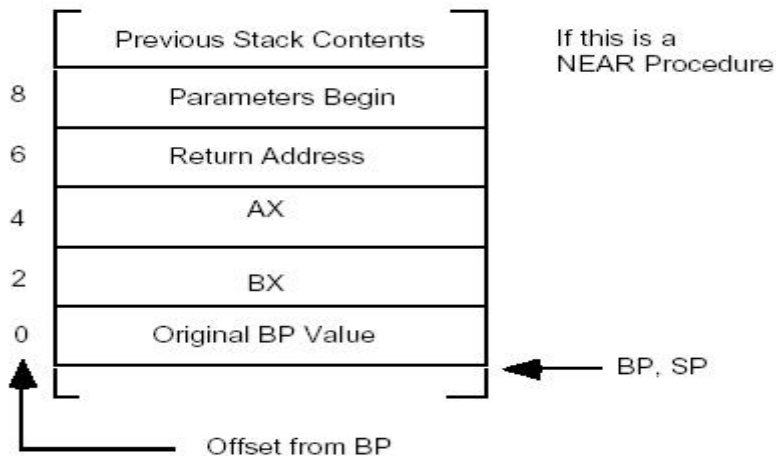 Previous Stack Contents
If this is a
NEAR Procedure
8
Parameters Begin
6
Return Address
4
AX
2
BX
0
Original BP Value
BP, SP
Offset from BP